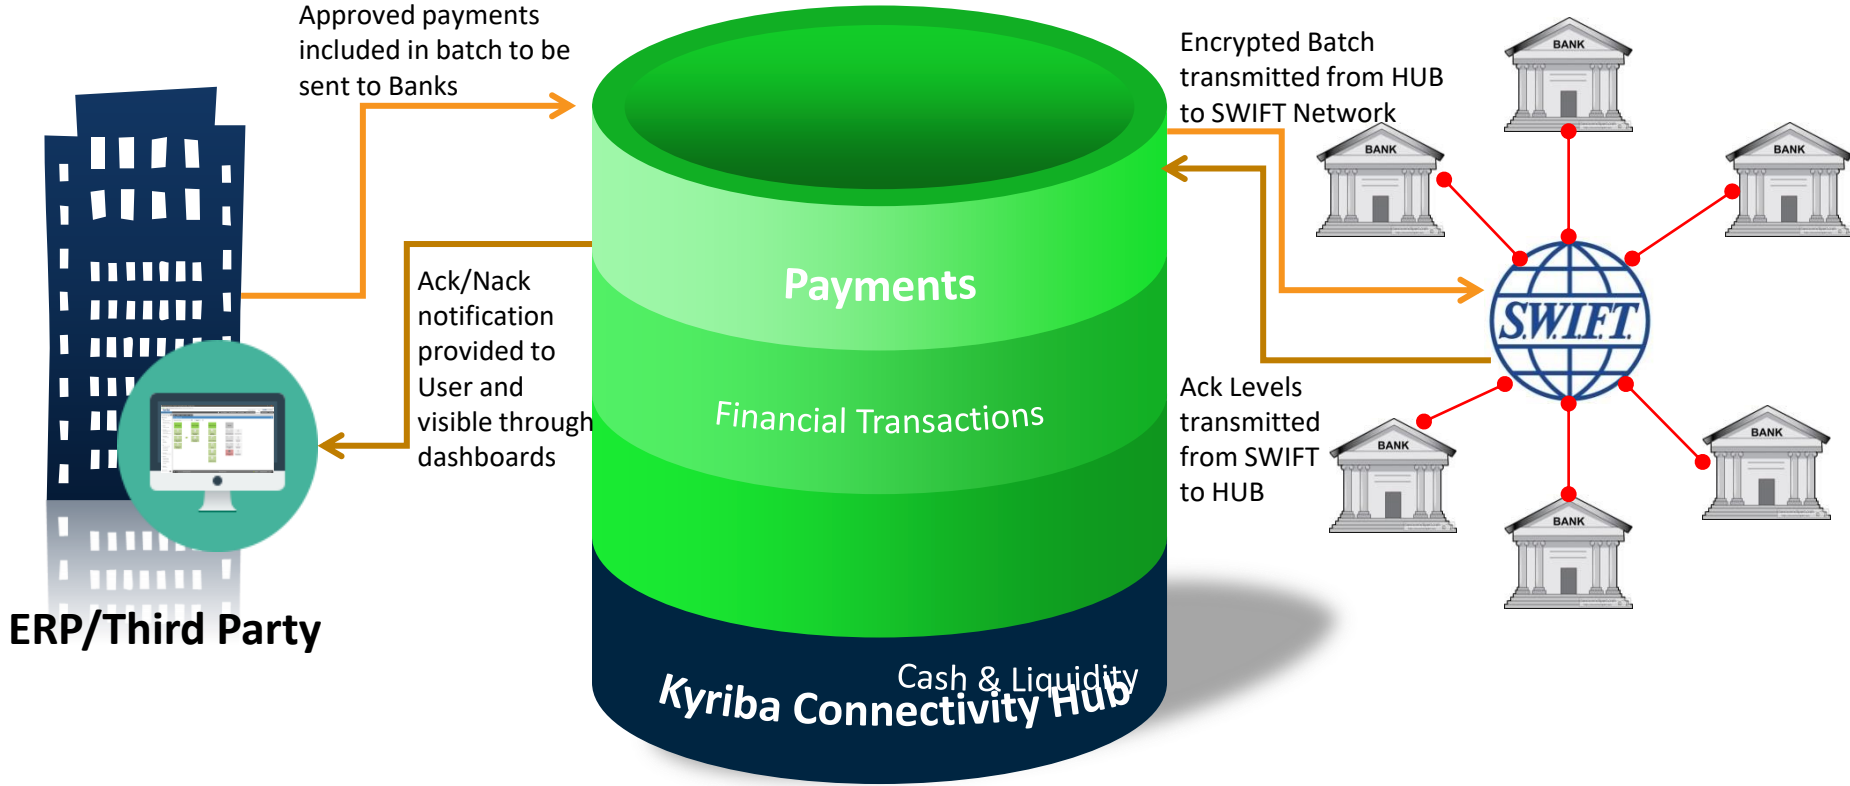 Approved payments
included in batch to be
sent to Banks
Encrypted Batch
transmitted from HUB
to SWIFT Network
BANK
BANK
BANK
Ack/Nack
notification
provided to
User and
visible through
dashboards
Payments
Financial Transactions
S.W.I.F.T.
Ack Levels
transmitted
from SWIFT
to HUB
BANK
BANK
BANK
ERP/Third Party
Cash & Liquidity
Kyriba Connectivity Hub